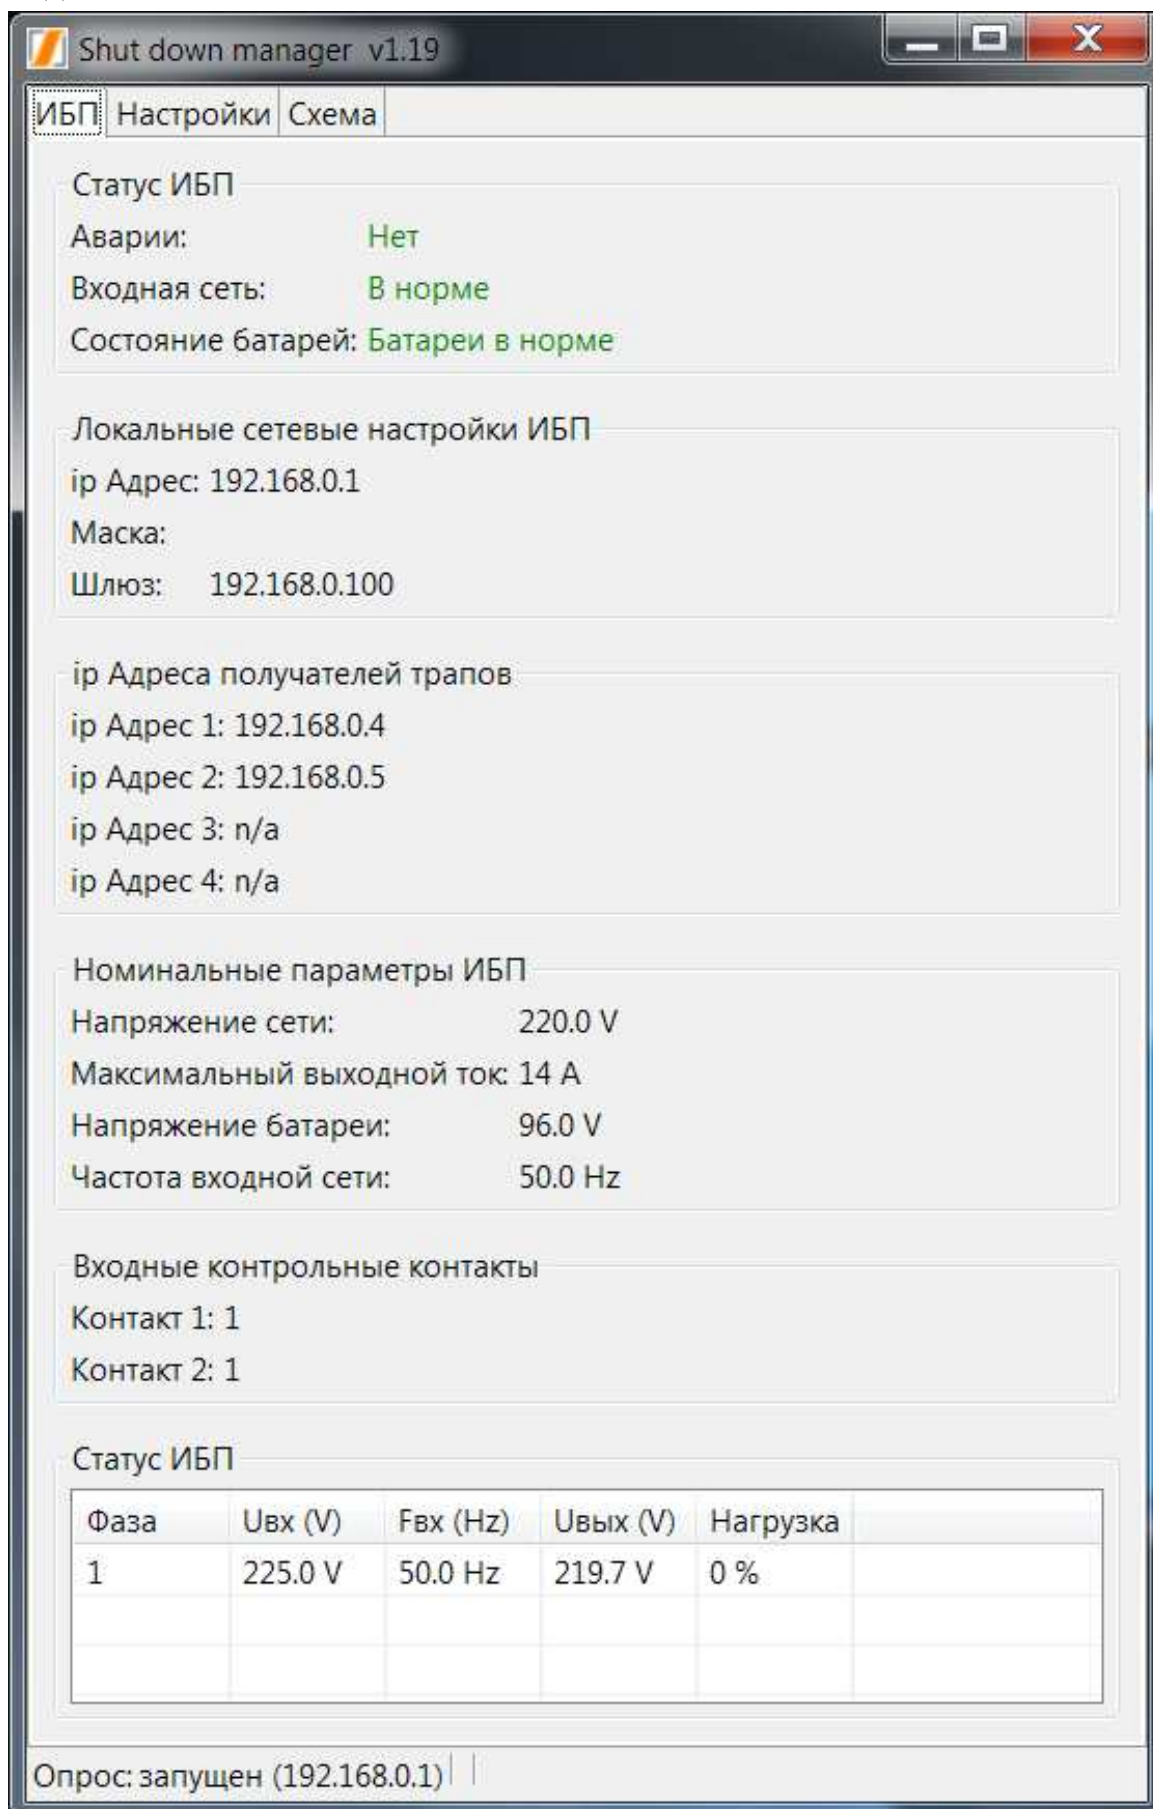 Shut down manager v1.19
ИБП Настройки Схема
Статус ИБП
Аварии: Нет
Входная сеть: В норме
Состояние батарей: Батареи в норме
Локальные сетевые настройки ИБП
ip Адрес: 192.168.0.1
Маска:
Шлюз: 192.168.0.100
ip Адреса получателей трапов
ip Адрес 1: 192.168.0.4
ip Адрес 2: 192.168.0.5
ip Адрес 3: n/a
ip Адрес 4: n/a
Номинальные параметры ИБП
Напряжение сети: 220.0 V
Максимальный выходной ток: 14 A
Напряжение батареи: 96.0 V
Частота входной сети: 50.0 Hz
Входные контрольные контакты
Контакт 1: 1
Контакт 2: 1
Статус ИБП
Фаза Uвх (V) Fвх (Hz) Uвых (V) Нагрузка
1 225.0 V 50.0 Hz 219.7 V 0 %
Опрос: запущен (192.168.0.1)